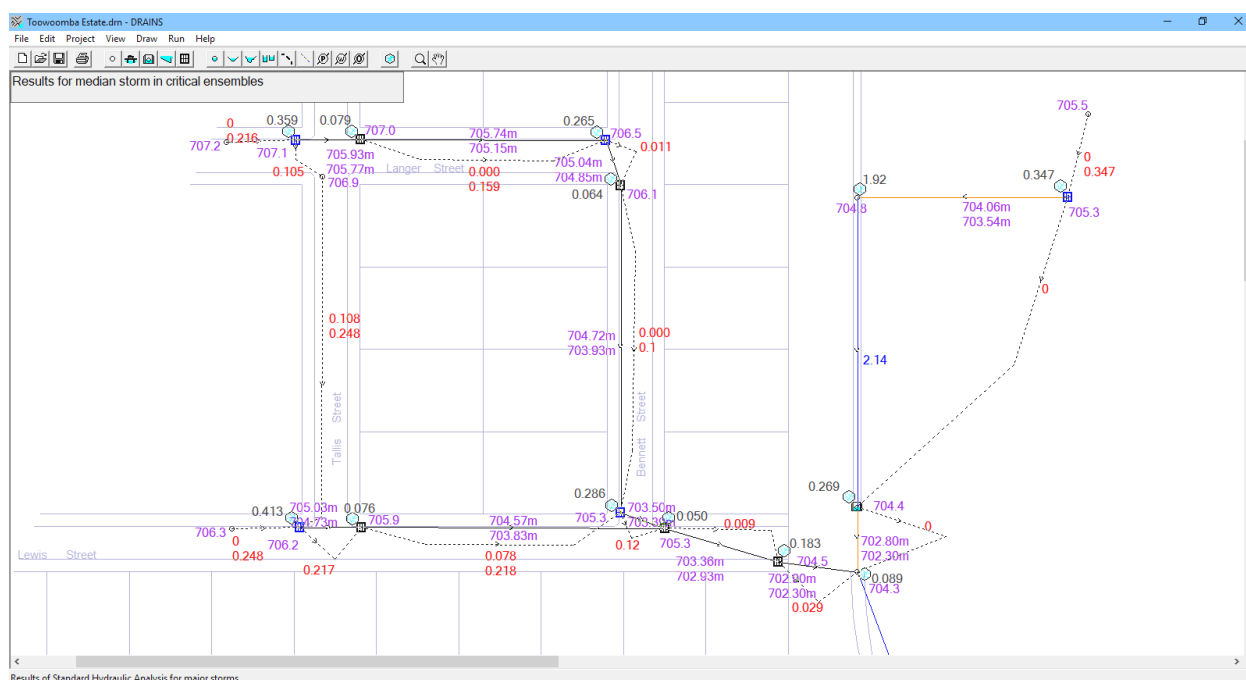 Toowoomba Estate.drn - DRAINS
File Edit Project View Draw Run Help
Results for median storm in critical ensembles
705.5
0
0.216
707.2
0.359
0.079
707.0
707.1
705.93m
705.77m
706.9
0.105
705.74m
705.15m
Langer Street
0.000
0.159
0.265
706.5
0.011
705.04m
704.85m
0.064
706.1
1.92
704.8
0
0.347
0.347
704.06m
703.54m
705.3
0
0.108
0.248
704.72m
703.93m
0.000
0.1
2.14
Tallis Street
Bennett Street
0.413
705.03m
704.73m
0.076
705.9
706.3
0
0.248
706.2
0.217
704.57m
703.83m
0.078
0.218
0.286
705.3
703.50m
0.050
0.12
705.3
0.009
703.36m
702.93m
0.183
704.5
702.90m
702.30m
0.029
0.269
704.4
0
702.80m
702.30m
0.089
704.3
Lewis Street
Results of Standard Hydraulic Analysis for major storms